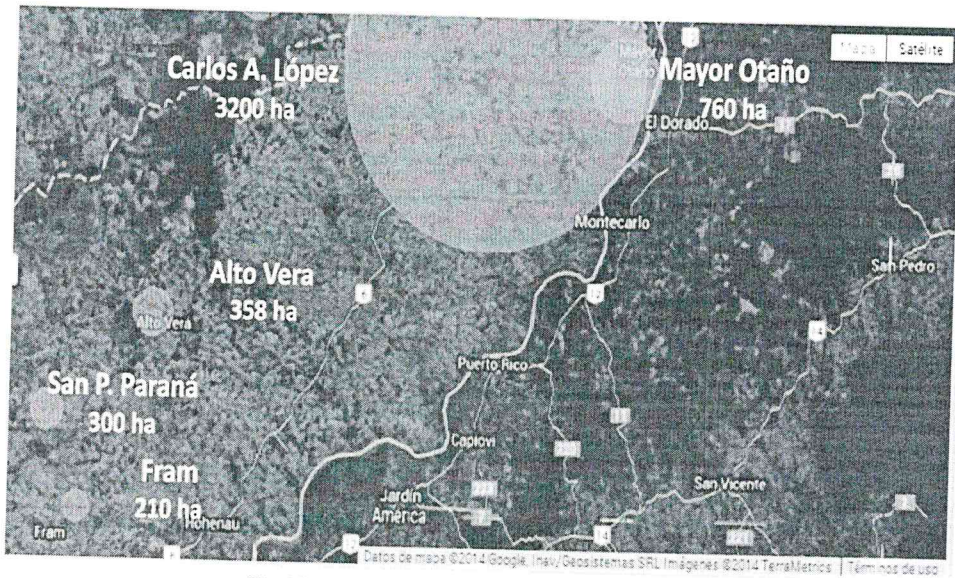 Mapa Satélite
Carlos A. López
3200 ha
Mayor Otaño
760 ha
El Dorado
Montecarlo
San Pedro
Alto Vera
358 ha
Alto Vera
12
Puerto Rico
San P. Paraná
300 ha
Capiovi
Fram
210 ha
Hohenau
Fram
Jardín
América
San Vicente
Datos de mapa ©2014 Google, Inav/Geosistemas SRL Imágenes ©2014 TerraMetrics Términos de uso